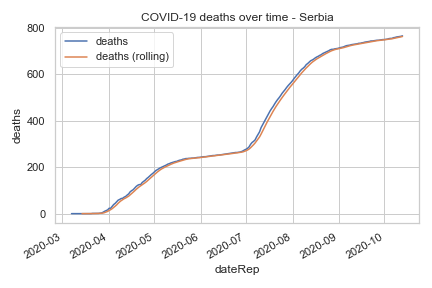 COVID-19 deaths over time - Serbia
deaths
deaths (rolling)
800
600
400
200
0
deaths
2020-03
2020-04
2020-05
2020-06
2020-07
2020-08
2020-09
2020-10
dateRep